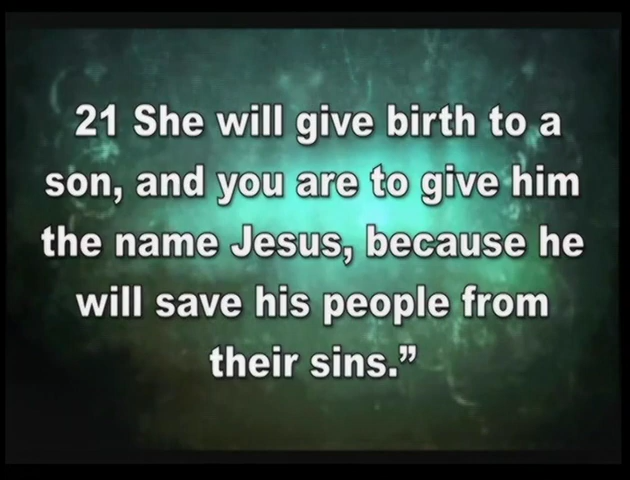 21 She will give birth to a
son, and you are to give him
the name Jesus, because he
will save his people from
their sins.”